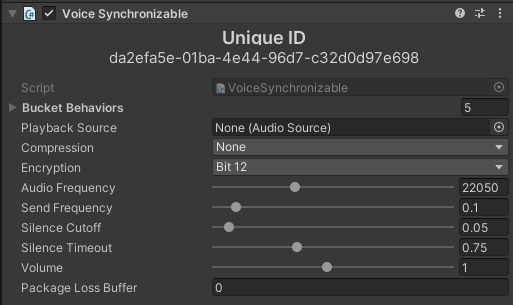 Voice Synchronizable
Unique ID
da2efa5e-01ba-4e44-96d7-c32d0d97e698
Script VoiceSynchronizable
Bucket Behaviors 5
Playback Source None (Audio Source)
Compression None
Encryption Bit 12
Audio Frequency 22050
Send Frequency 0.1
Silence Cutoff 0.05
Silence Timeout 0.75
Volume 1
Package Loss Buffer 0